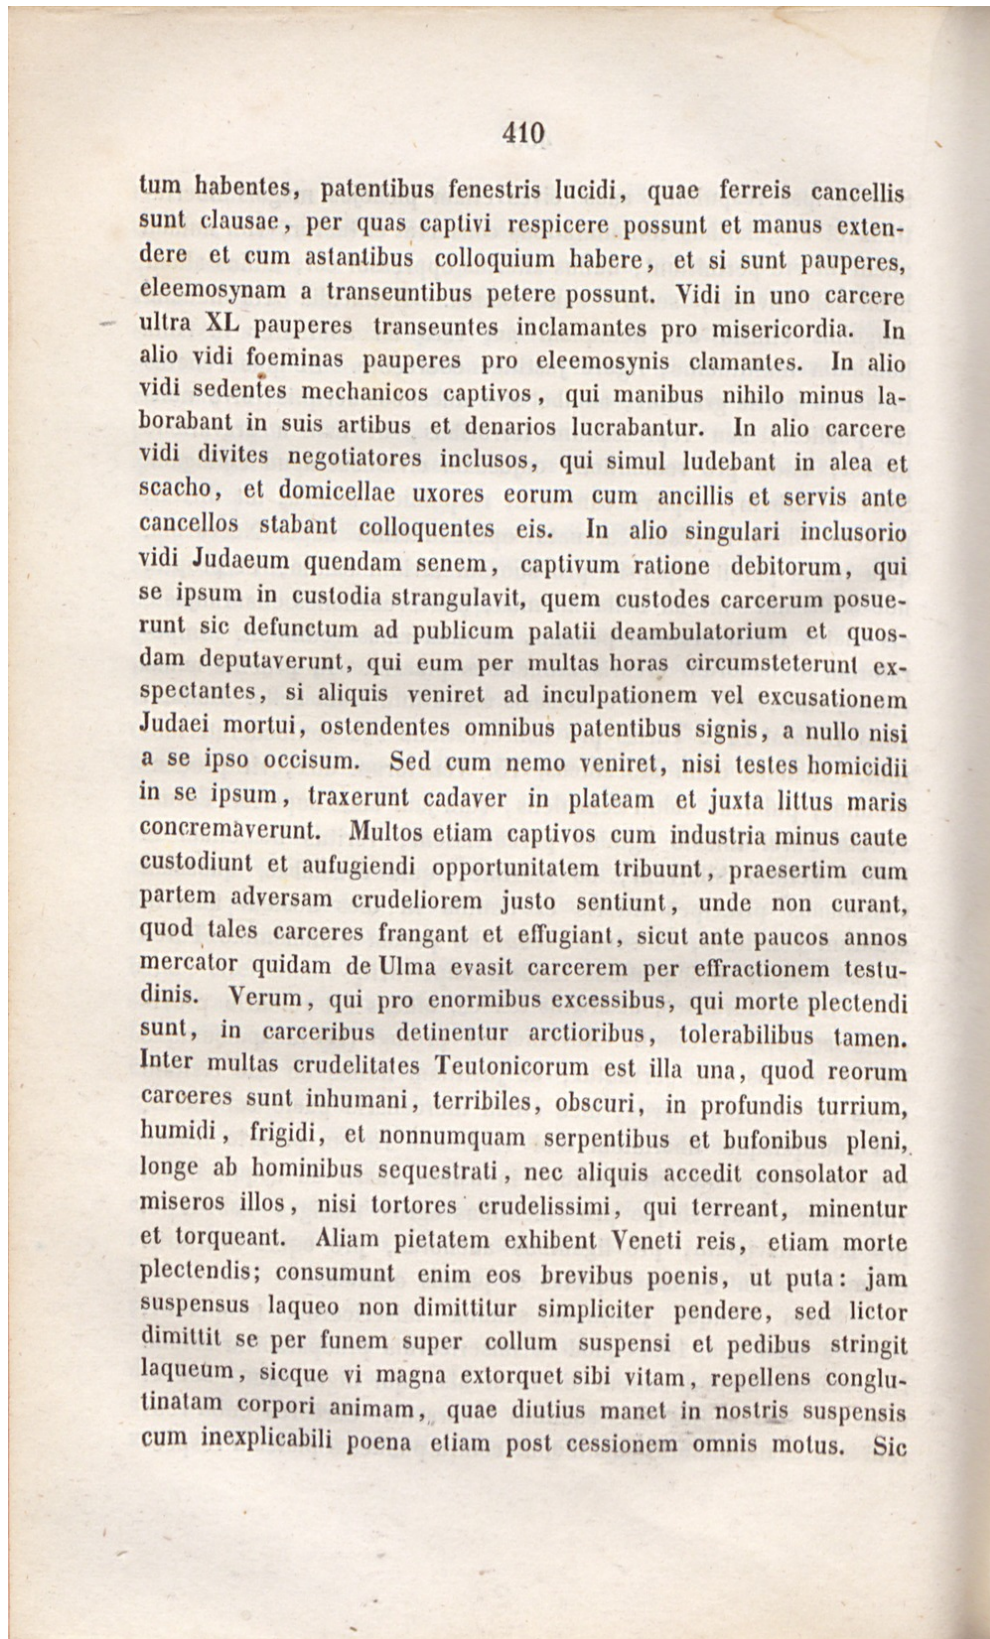 410
tum habentes, patentibus fenestris lucidi, quae ferreis cancellis
sunt clausae, per quas captivi respicere possunt et manus exten-
dere et cum astantibus colloquium habere, et si sunt pauperes,
eleemosynam a transeuntibus petere possunt. Vidi in uno carcere
ultra XL pauperes transeuntes inclamantes pro misericordia. In
alio vidi foeminas pauperes pro eleemosynis clamantes. In alio
vidi sedentes mechanicos captivos, qui manibus nihilo minus la-
borabant in suis artibus et denarios lucrabantur. In alio carcere
vidi divites negotiatores inclusos, qui simul ludebant in alea et
scacho, et domicellae uxores eorum cum ancillis et servis ante
cancellos stabant colloquentes eis. In alio singulari inclusorio
vidi Judaeum quendam senem, captivum ratione debitorum, qui
se ipsum in custodia strangulavit, quem custodes carcerum posue-
runt sic defunctum ad publicum palatii deambulatorium et quos-
dam deputaverunt, qui eum per multas horas circumsteterunt ex-
spectantes, si aliquis veniret ad inculpationem vel excusationem
Judaei mortui, ostendentes omnibus patentibus signis, a nullo nisi
a se ipso occisum. Sed cum nemo veniret, nisi testes homicidii
in se ipsum, traxerunt cadaver in plateam et juxta littus maris
concremaverunt. Multos etiam captivos cum industria minus caute
custodiunt et aufugiendi opportunitatem tribuunt, praesertim cum
partem adversam crudeliorem justo sentiunt, unde non curant,
quod tales carceres frangant et effugiant, sicut ante paucos annos
mercator quidam de Ulma evasit carcerem per effractionem testu-
dinis. Verum, qui pro enormibus excessibus, qui morte plectendi
sunt, in carceribus detinentur arctioribus, tolerabilibus tamen.
Inter multas crudelitates Teutonicorum est illa una, quod reorum
carceres sunt inhumani, terribiles, obscuri, in profundis turrium,
humidi, frigidi, et nonnumquam serpentibus et bufonibus pleni,
longe ab hominibus sequestrati, nec aliquis accedit consolator ad
miseros illos, nisi tortores crudelissimi, qui terreant, minentur
et torqueant. Aliam pietatem exhibent Veneti reis, etiam morte
plectendis; consumunt enim eos brevibus poenis, ut puta: jam
suspensus laqueo non dimittitur simpliciter pendere, sed lictor
dimittit se per funem super collum suspensi et pedibus stringit
laqueum, sicque vi magna extorquet sibi vitam, repellens conglu-
tinatam corpori animam, quae diutius manet in nostris suspensis
cum inexplicabili poena etiam post cessionem omnis motus. Sic